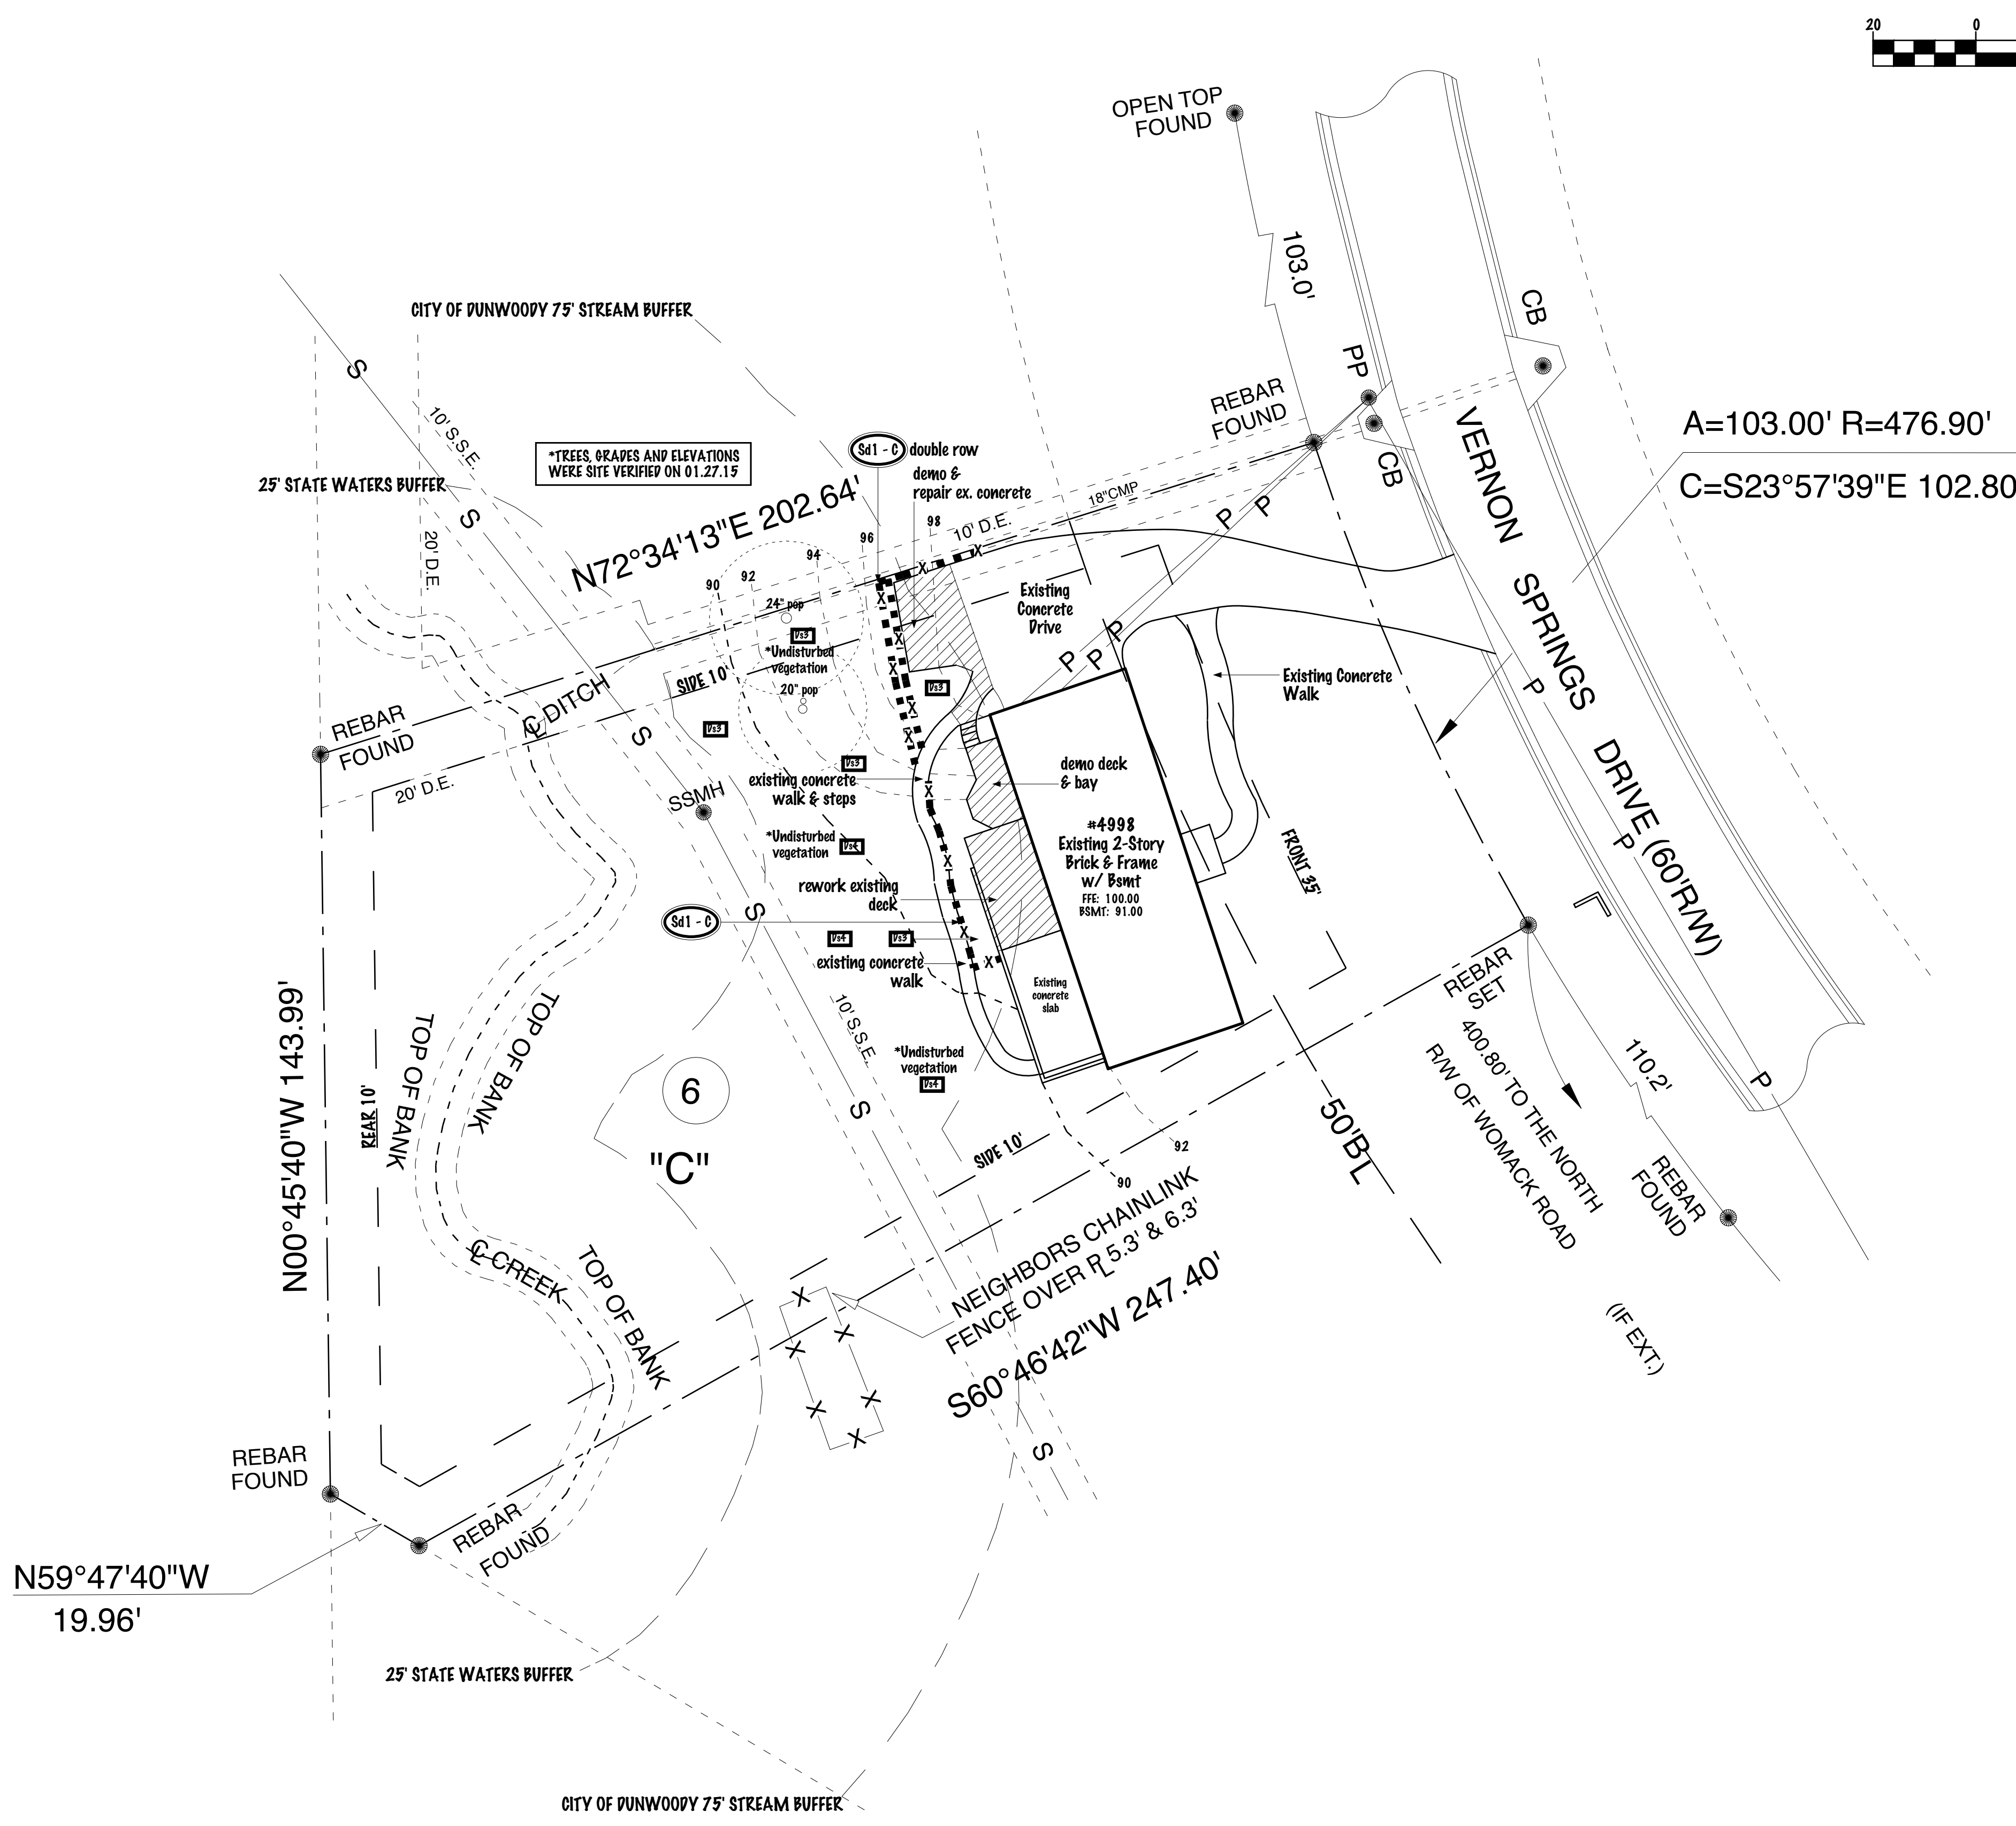 20 0
OPEN TOP
FOUND
103.0'
CB
PP
CITY OF DUNWOODY 75' STREAM BUFFER
REBAR
FOUND
A=103.00' R=476.90'
C=S23°57'39"E 102.80
VERNON SPRINGS DRIVE (60'R/W)
CB
S
10' S.S.E.
*TREES, GRADES AND ELEVATIONS
WERE SITE VERIFIED ON 01.27.15
Sd1 - C double row
demo &
repair ex. concrete
25' STATE WATERS BUFFER
S
N72°34'13"E 202.64'
18"CMP
P P
98
10' D.E.
96
94
92
90
20' D.E.
X X
X
24" pop
Ds3
*Undisturbed
vegetation
X
X
Existing
Concrete
Drive
P
P P
Existing Concrete
Walk
P
SIDE 10'
20" pop
Ds3
X
X
Ds3
REBAR
FOUND
℄ DITCH
S
20' D.E.
SSMH
Ds3
existing concrete
walk & steps
X
demo deck
& bay
*Undisturbed
vegetation
Ds4
#4998
Existing 2-Story
Brick & Frame
w/ Bsmt
FFE: 100.00
BSMT: 91.00
FRONT 35'
P
X
rework existing
deck
Sd1 - C
S
X
Ds4 Ds3
existing concrete
walk
X
Existing
concrete
slab
REBAR
SET
400.80' TO THE NORTH
R/W OF WOMACK ROAD
(IF EXT.)
110.2'
P
REBAR
FOUND
N00°45'40"W 143.99'
REAR 10'
TOP OF BANK
TOP OF BANK
10' S.S.E.
*Undisturbed
vegetation
Ds4
6
"C"
S
50'BL
SIDE 10'
92
90
NEIGHBORS CHAINLINK
FENCE OVER ℄ 5.3' & 6.3'
S60°46'42"W 247.40'
℄ CREEK
TOP OF BANK
X
X
X
X
X
X
S
REBAR
FOUND
REBAR
FOUND
N59°47'40"W
19.96'
25' STATE WATERS BUFFER
CITY OF DUNWOODY 75' STREAM BUFFER